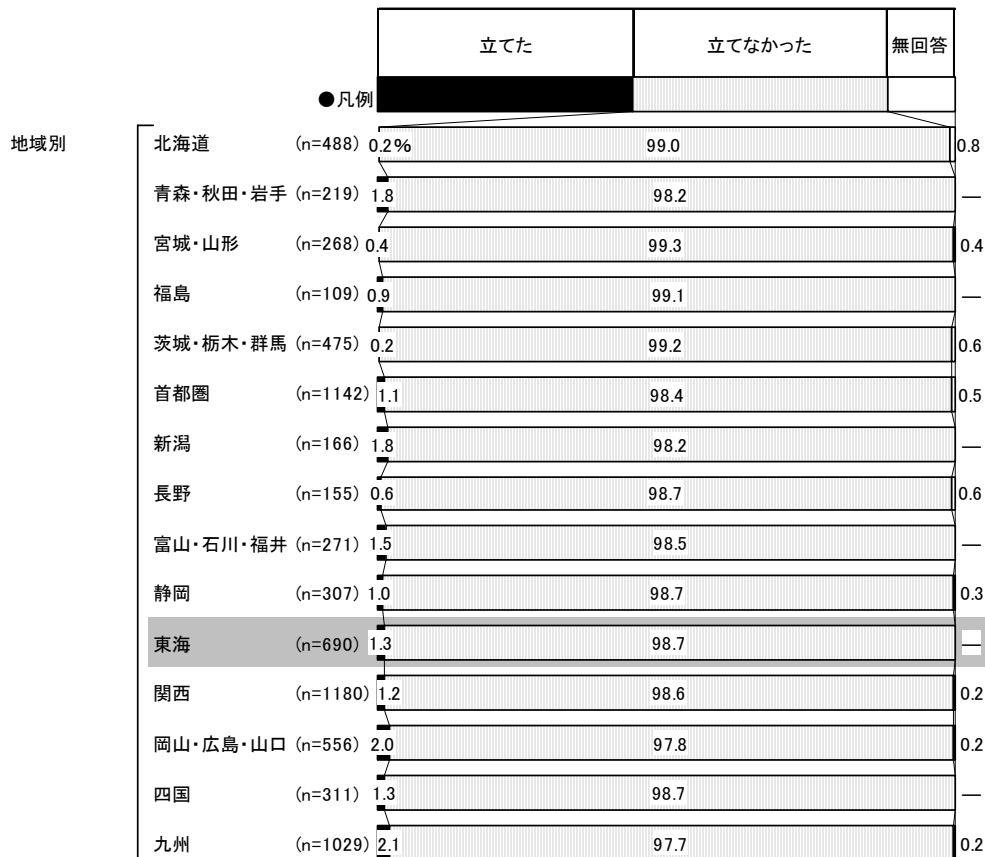 立てた 立てなかった 無回答
●凡例
地域別 北海道 (n=488) 0.2% 99.0 0.8
青森・秋田・岩手 (n=219) 1.8 98.2 —
宮城・山形 (n=268) 0.4 99.3 0.4
福島 (n=109) 0.9 99.1 —
茨城・栃木・群馬 (n=475) 0.2 99.2 0.6
首都圏 (n=1142) 1.1 98.4 0.5
新潟 (n=166) 1.8 98.2 —
長野 (n=155) 0.6 98.7 0.6
富山・石川・福井 (n=271) 1.5 98.5 —
静岡 (n=307) 1.0 98.7 0.3
東海 (n=690) 1.3 98.7 —
関西 (n=1180) 1.2 98.6 0.2
岡山・広島・山口 (n=556) 2.0 97.8 0.2
四国 (n=311) 1.3 98.7 —
九州 (n=1029) 2.1 97.7 0.2